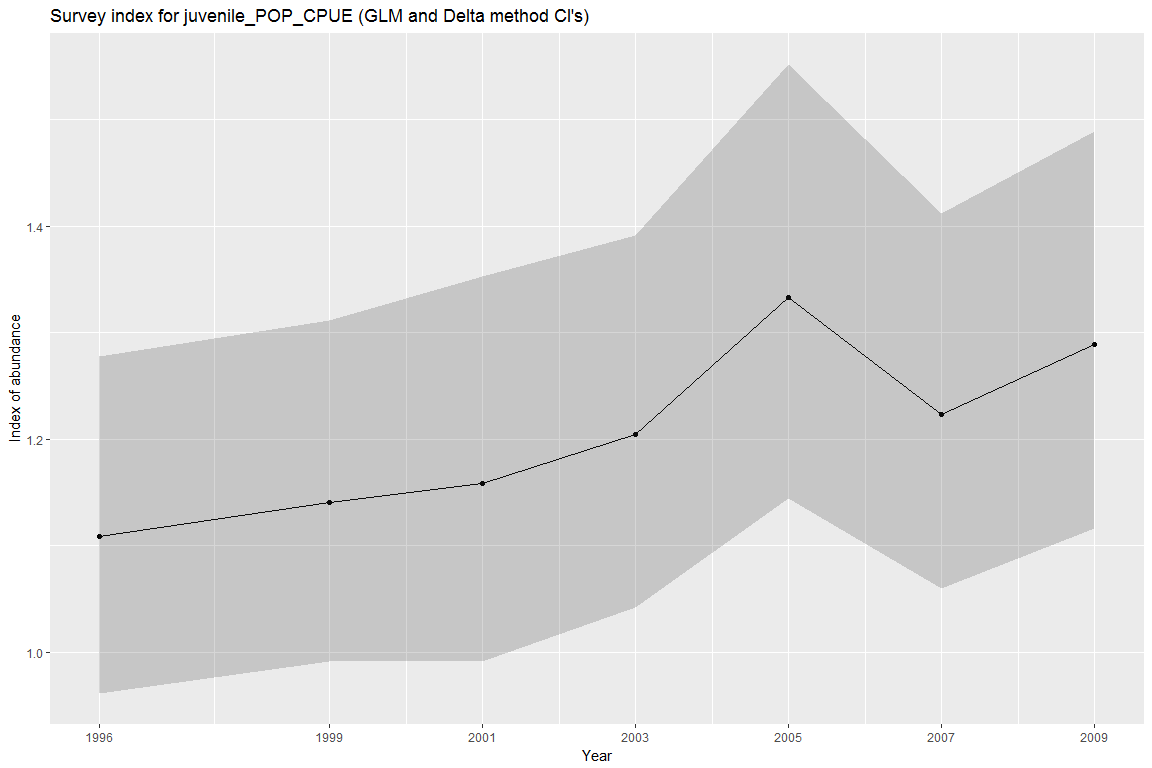 Survey index for juvenile_POP_CPUE (GLM and Delta method CI's)
Index of abundance
1.4
1.2
1.0
1996 1999 2001 2003 2005 2007 2009
Year